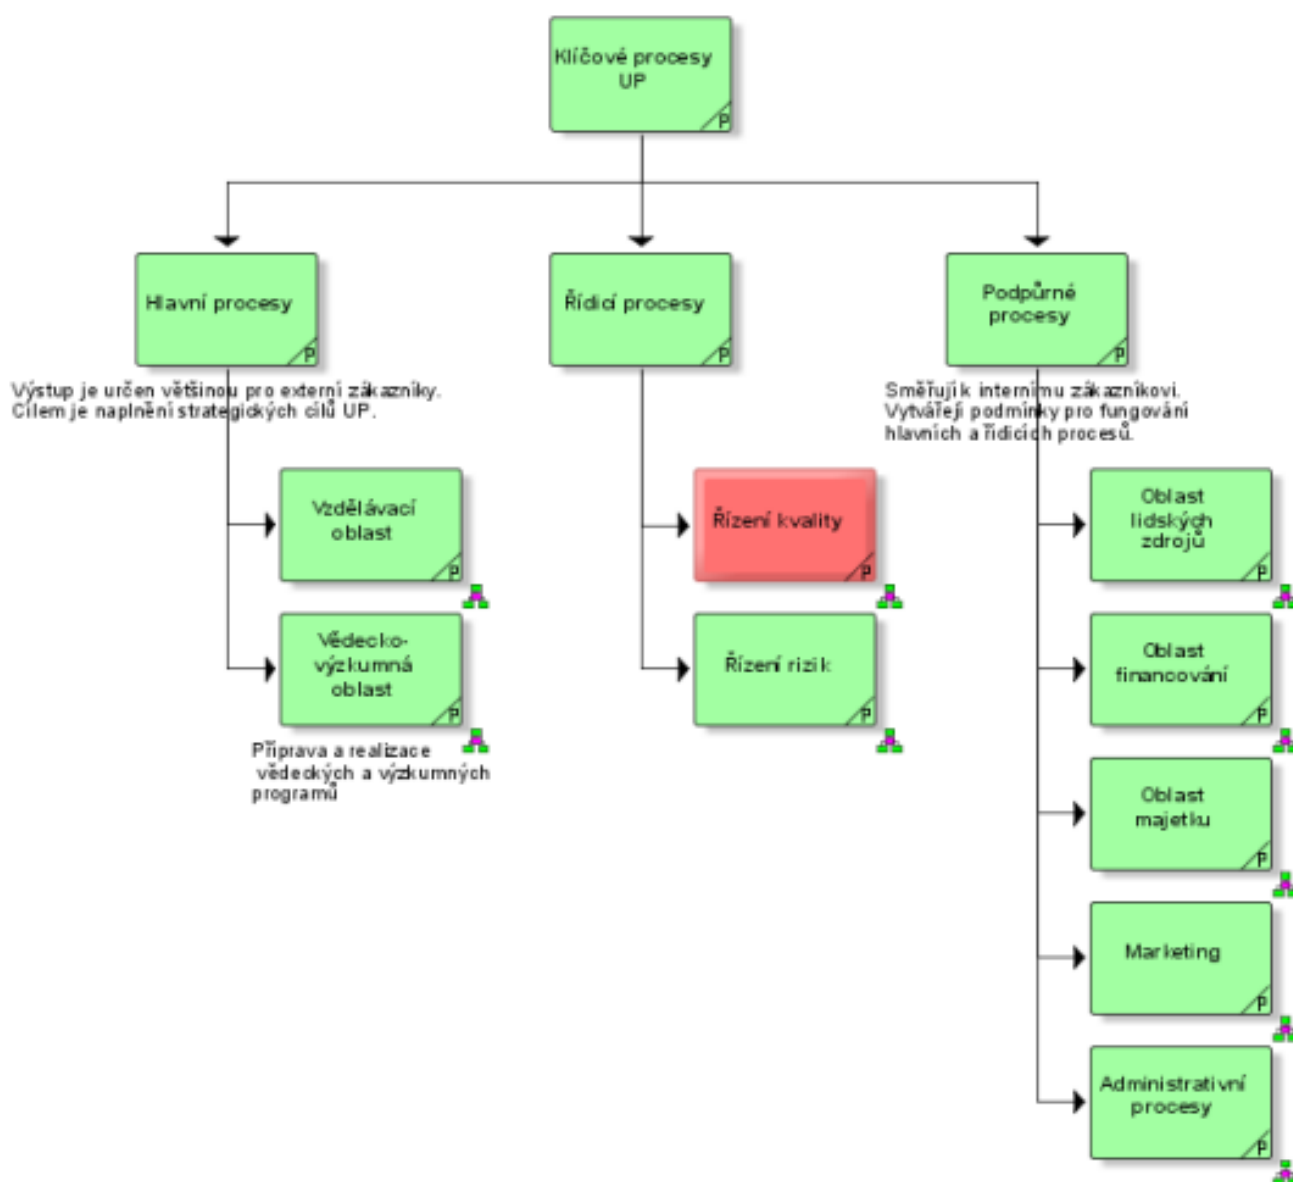 Klíčové procesy
UP
P
Hlavní procesy
P
Výstup je určen většinou pro externí zákazníky.
Cílem je naplnění strategických cílů UP.
Vzdělávací
oblast
P
Vědecko-
výzkumná
oblast
P
Příprava a realizace
vědeckých a výzkumných
programů
Řídicí procesy
P
Řízení kvality
P
Řízení rizik
P
Podpůrné
procesy
P
Směřují k internímu zákazníkovi.
Vytvářejí podmínky pro fungování
hlavních a řídicích procesů.
Oblast
lidských
zdrojů
P
Oblast
financování
P
Oblast
majetku
P
Marketing
P
Administrativní
procesy
P